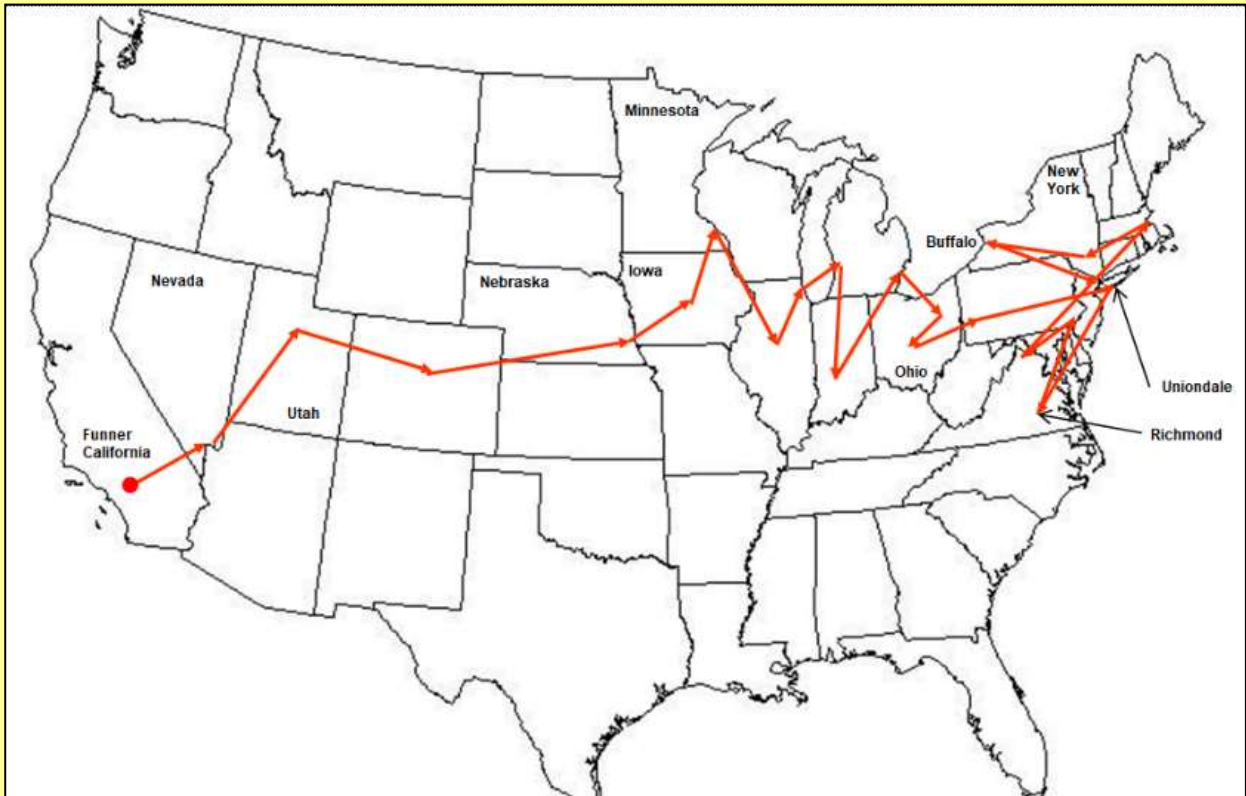 Minnesota
New
York
Buffalo
Nevada
Nebraska
Iowa
Ohio
Uniondale
Utah
Richmond
Funner
California